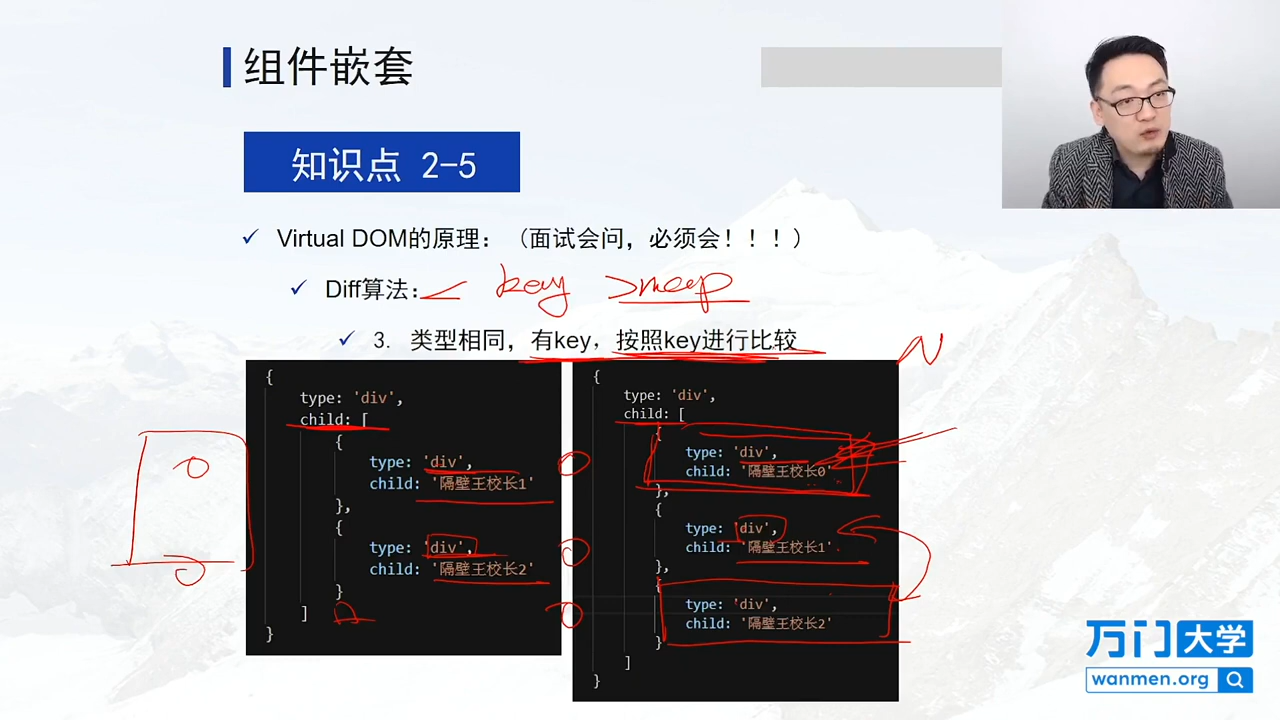 组件嵌套
知识点 2-5
✓ Virtual DOM的原理：（面试会问，必须会！！！）
✓ Diff算法： key >map
✓ 3. 类型相同，有key，按照key进行比较
N
{
type: 'div',
child: [
{
type: 'div',
child: '隔壁王校长1'
},
{
type: 'div',
child: '隔壁王校长2'
}
]
}
{
type: 'div',
child: [
{
type: 'div',
child: '隔壁王校长0'
},
{
type: 'div',
child: '隔壁王校长1'
},
{
type: 'div',
child: '隔壁王校长2'
}
]
}
万门大学
wanmen.org